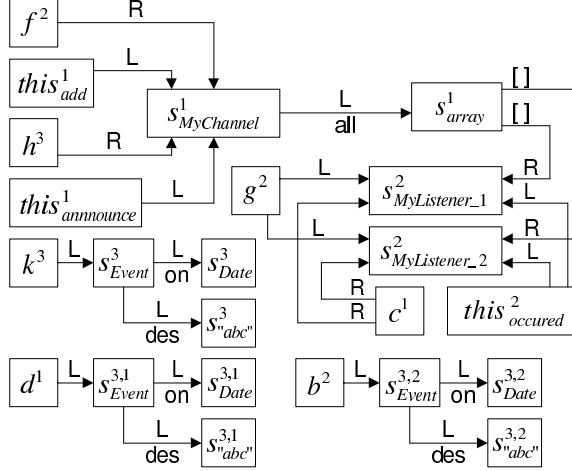 f² R
this¹add L
s¹MyChannel L all s¹array [ ] [ ]
h³ R
this¹annnounce L
g² L L
s²MyListener_1 R L
s²MyListener_2 R L
R R c¹
this²occured
k³ L s³Event L on s³Date
L des s³"abc"
d¹ L s³,¹Event L on s³,¹Date
L des s³,¹"abc"
b² L s³,²Event L on s³,²Date
L des s³,²"abc"